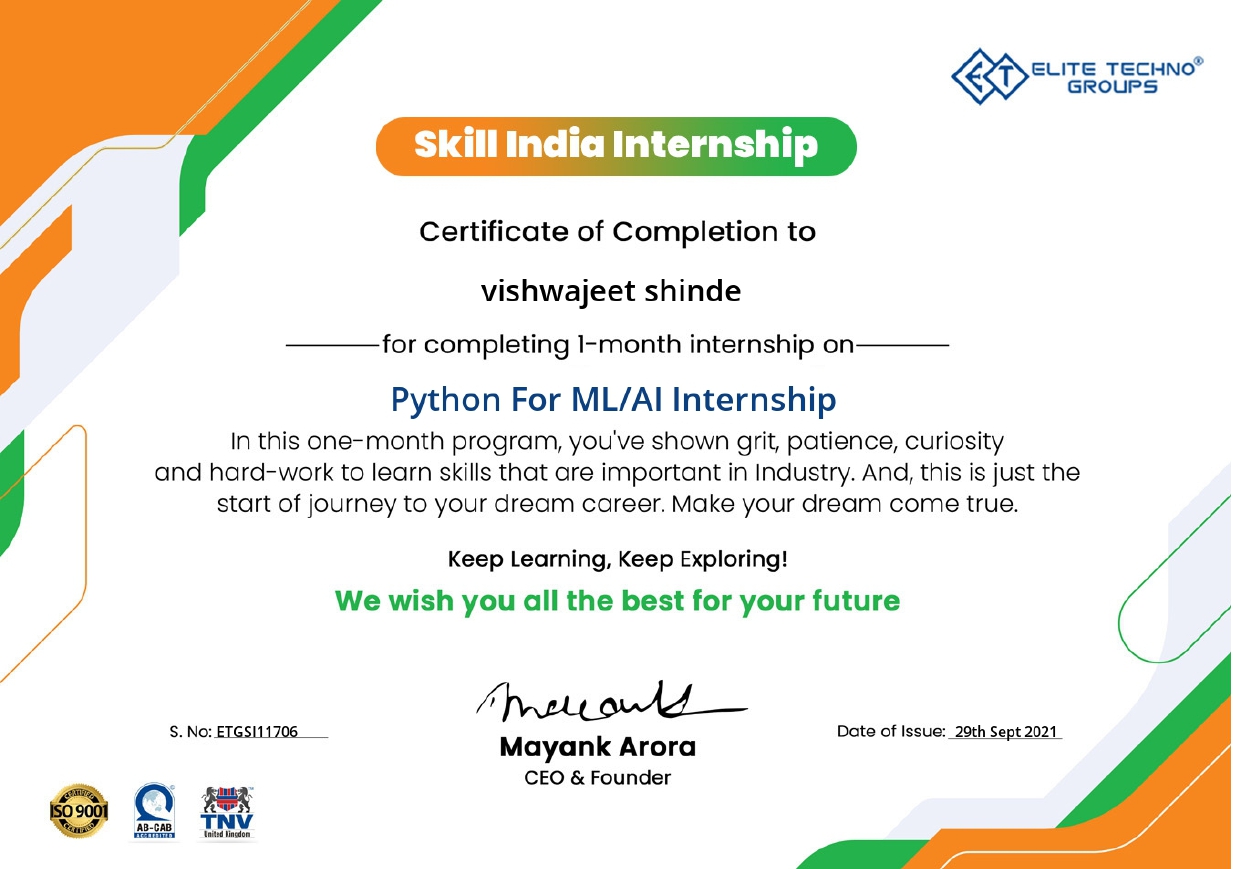 ET ELITE TECHNO®
GROUPS
Skill India Internship
Certificate of Completion to
vishwajeet shinde
for completing 1-month internship on
Python For ML/AI Internship
In this one-month program, you've shown grit, patience, curiosity
and hard-work to learn skills that are important in Industry. And, this is just the
start of journey to your dream career. Make your dream come true.
Keep Learning, Keep Exploring!
We wish you all the best for your future
S. No: ETGSI11706
Mayank Arora
CEO & Founder
Date of Issue: 29th Sept 2021
CERTIFIED
ISO 9001
CERTIFIED
AB-CAB
ACCREDITED
TNV
United Kingdom